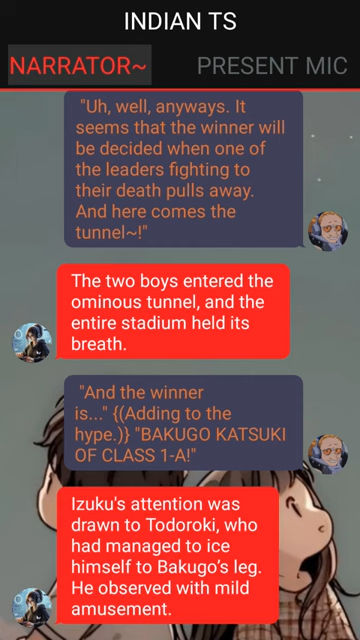 INDIAN TS
NARRATOR~ PRESENT MIC
"Uh, well, anyways. It
seems that the winner will
be decided when one of
the leaders fighting to
their death pulls away.
And here comes the
tunnel~!"
The two boys entered the
ominous tunnel, and the
entire stadium held its
breath.
"And the winner
is..." {(Adding to the
hype.)} "BAKUGO KATSUKI
OF CLASS 1-A!"
Izuku's attention was
drawn to Todoroki, who
had managed to ice
himself to Bakugo's leg.
He observed with mild
amusement.